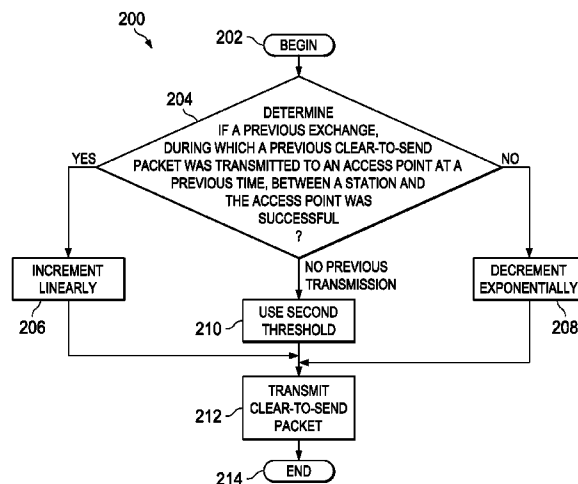 200
202
BEGIN
204
DETERMINE
IF A PREVIOUS EXCHANGE,
DURING WHICH A PREVIOUS CLEAR-TO-SEND
PACKET WAS TRANSMITTED TO AN ACCESS POINT AT A
PREVIOUS TIME, BETWEEN A STATION AND
THE ACCESS POINT WAS
SUCCESSFUL
?
YES
NO
NO PREVIOUS
TRANSMISSION
INCREMENT
LINEARLY
206
DECREMENT
EXPONENTIALLY
208
USE SECOND
THRESHOLD
210
TRANSMIT
CLEAR-TO-SEND
PACKET
212
END
214